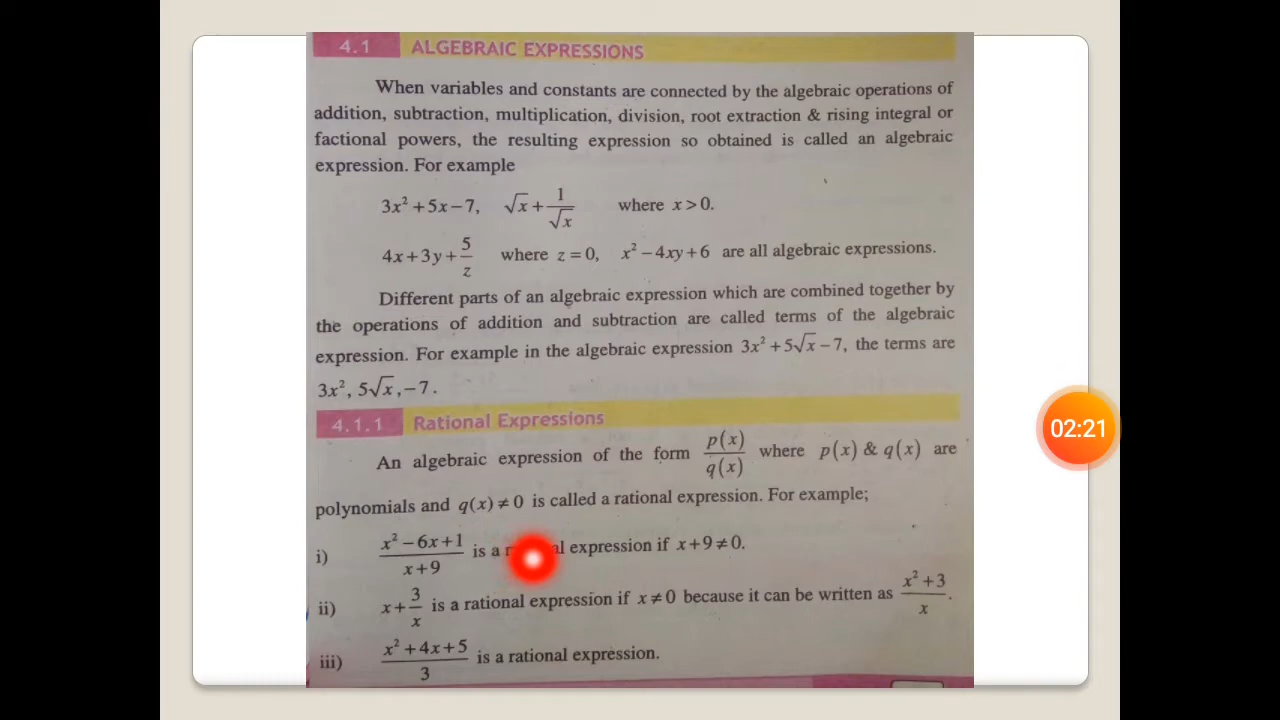 4.1 ALGEBRAIC EXPRESSIONS
When variables and constants are connected by the algebraic operations of
addition, subtraction, multiplication, division, root extraction & rising integral or
factional powers, the resulting expression so obtained is called an algebraic
expression. For example
3x² + 5x − 7, √x + 1/√x where x > 0.
4x + 3y + 5/z where z = 0, x² − 4xy + 6 are all algebraic expressions.
Different parts of an algebraic expression which are combined together by
the operations of addition and subtraction are called terms of the algebraic
expression. For example in the algebraic expression 3x² + 5√x − 7, the terms are
3x², 5√x, −7.
4.1.1 Rational Expressions
An algebraic expression of the form p(x)/q(x) where p(x) & q(x) are
polynomials and q(x) ≠ 0 is called a rational expression. For example;
i) (x² − 6x + 1)/(x + 9) is a expression if x + 9 ≠ 0.
ii) x + 3/x is a rational expression if x ≠ 0 because it can be written as (x² + 3)/x.
iii) (x² + 4x + 5)/3 is a rational expression.
02:21